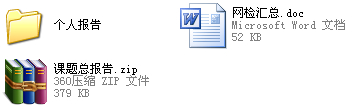 个人报告
网检汇总.doc
Microsoft Word 文档
52 KB
课题总报告.zip
360压缩 ZIP 文件
379 KB